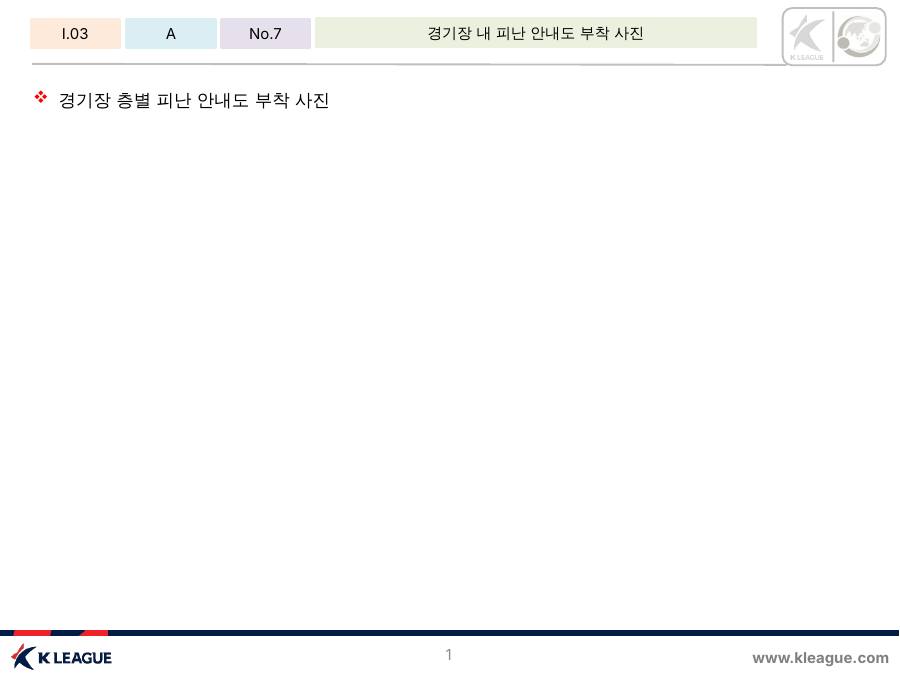 I.03
A
No.7
경기장 내 피난 안내도 부착 사진
K LEAGUE
경기장 층별 피난 안내도 부착 사진
K LEAGUE
1
www.kleague.com